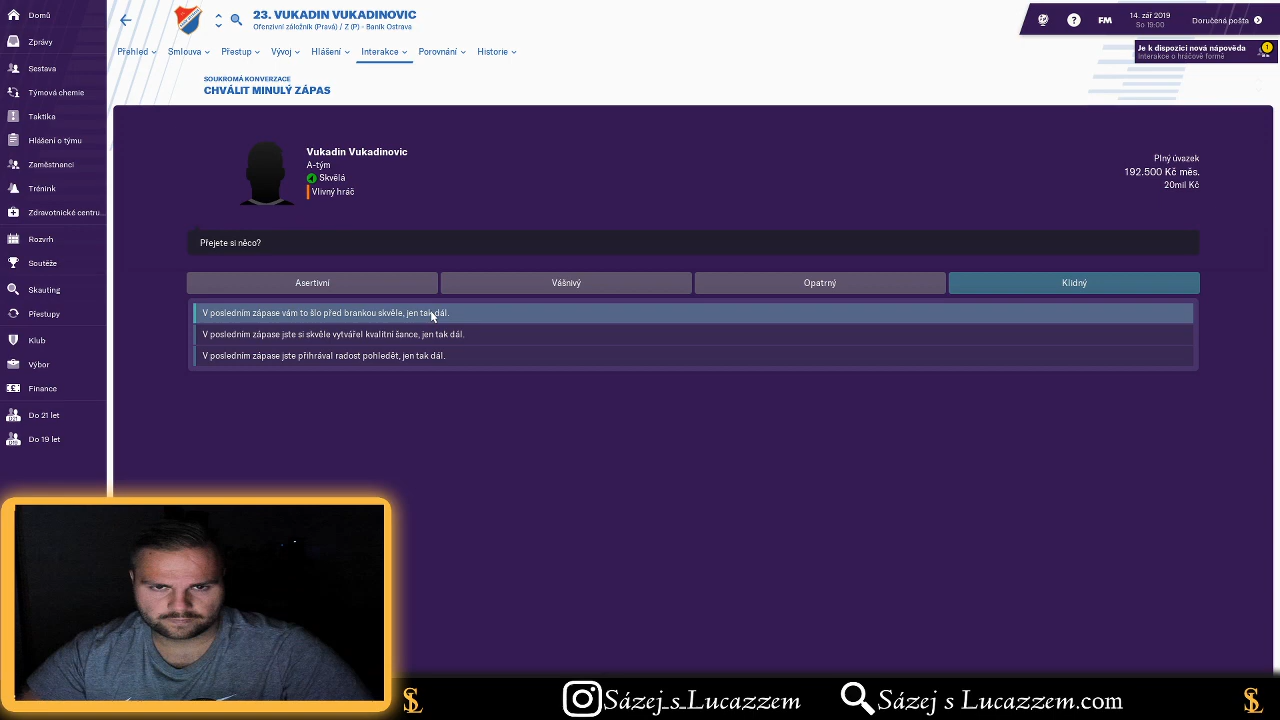 Domů
Zprávy
Sestava
Týmová chemie
Taktika
Hlášení o týmu
Zaměstnanci
Trénink
Zdravotnické centru...
Rozvrh
Soutěže
Skauting
Přestupy
Klub
Výbor
Finance
Do 21 let
Do 19 let
23. VUKADIN VUKADINOVIC
Ofenzivní záložník (Pravá) / Z (P) - Baník Ostrava
Přehled
Smlouva
Přestup
Vývoj
Hlášení
Interakce
Porovnání
Historie
FM
14. zář 2019
So 19:00
Doručená pošta
Je k dispozici nová nápověda
Interakce o hráčově formě
SOUKROMÁ KONVERZACE
CHVÁLIT MINULÝ ZÁPAS
Vukadin Vukadinovic
A-tým
Skvělá
Vlivný hráč
Plný úvazek
192.500 Kč měs.
20mil Kč
Přejete si něco?
Asertivní
Vášnivý
Opatrný
Klidný
V posledním zápase vám to šlo před brankou skvěle, jen tak dál.
V posledním zápase jste si skvěle vytvářel kvalitní šance, jen tak dál.
V posledním zápase jste přihrával radost pohledět, jen tak dál.
Sázej_s_Lucazzem
Sázej s Lucazzem.com